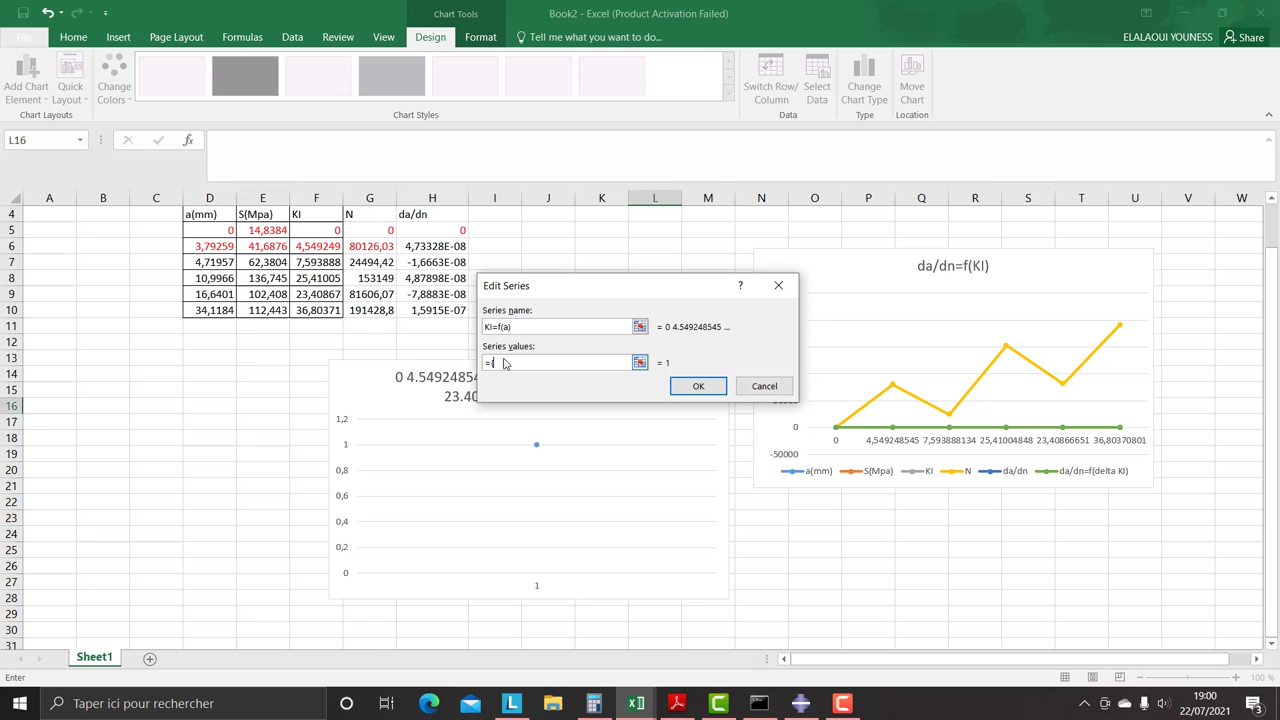 Chart Tools
Book2 - Excel (Product Activation Failed)
File Home Insert Page Layout Formulas Data Review View Design Format Tell me what you want to do... ELALAOUI YOUNESS Share
Add Chart Element
Quick Layout
Change Colors
Switch Row/ Column
Select Data
Change Chart Type
Move Chart
Chart Layouts Chart Styles Data Type Location
L16
fx
A B C D E F G H I J K L M N O P Q R S T U V W
4 a(mm) S(Mpa) KI N da/dn
5 0 14,8384 0 0 0
6 3,79259 41,6876 4,549249 80126,03 4,73328E-08
7 4,71957 62,3804 7,593888 24494,42 -1,6663E-07
8 10,9966 136,745 25,41005 153149 4,87898E-08
9 16,6401 102,408 23,40867 81606,07 -7,8883E-08
10 34,1184 112,443 36,80371 191428,8 1,5915E-07
11
12
13
14
15
16
17
18
19
20
21
22
23
24
25
26
27
28
29
30
31
Edit Series ?
Series name:
KI=f(a) = 0 4.549248545 ...
Series values:
={ = 1
OK Cancel
0 4.5492485
23.40
1,2
1
0,8
0,6
0,4
0,2
0
1
da/dn=f(KI)
0
-50000
0 4,549248545 7,593888134 25,41004848 23,40866651 36,80370801
a(mm) S(Mpa) KI N da/dn da/dn=f(delta KI)
Sheet1
Enter
100 %
Taper ici pour rechercher
19:00
22/07/2021
3